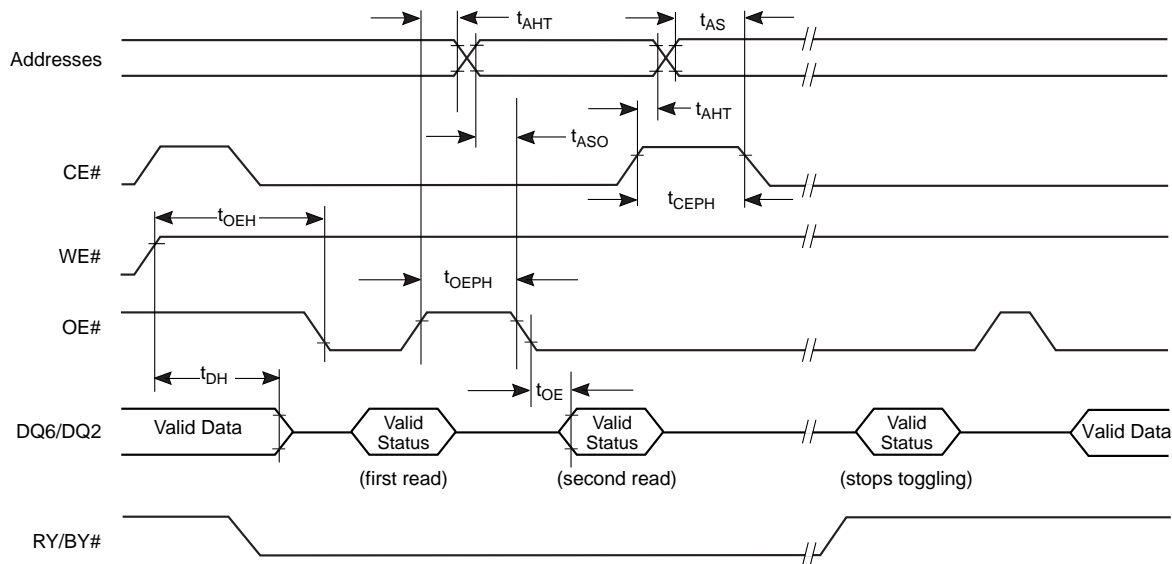 tAHT
tAS
Addresses
tAHT
tASO
CE#
tCEPH
tOEH
WE#
tOEPH
OE#
tDH
tOE
DQ6/DQ2
Valid Data
Valid
Status
Valid
Status
Valid
Status
Valid Data
(first read)
(second read)
(stops toggling)
RY/BY#